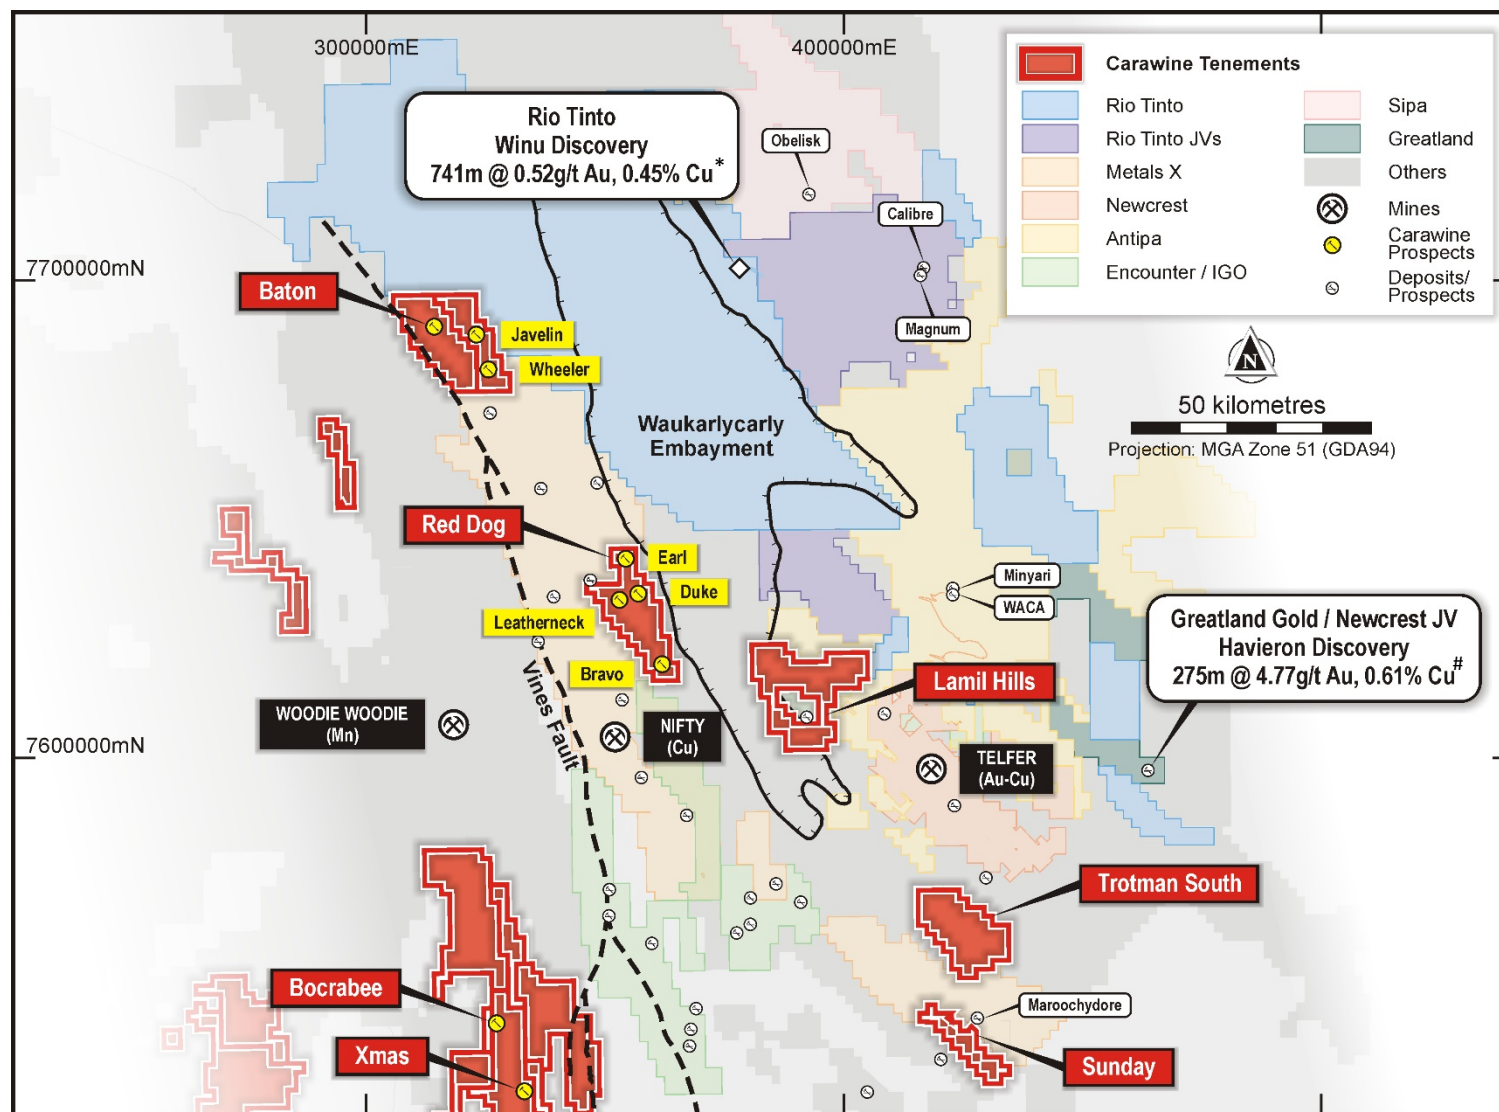 300000mE
400000mE
7700000mN
7600000mN
Rio Tinto
Winu Discovery
741m @ 0.52g/t Au, 0.45% Cu*
Obelisk
Calibre
Magnum
Carawine Tenements
Rio Tinto
Rio Tinto JVs
Metals X
Newcrest
Antipa
Encounter / IGO
Sipa
Greatland
Others
Mines
Carawine
Prospects
Deposits/
Prospects
N
50 kilometres
Projection: MGA Zone 51 (GDA94)
Baton
Javelin
Wheeler
Waukarlycarly
Embayment
Red Dog
Earl
Duke
Leatherneck
Bravo
Vines Fault
Minyari
WACA
Greatland Gold / Newcrest JV
Havieron Discovery
275m @ 4.77g/t Au, 0.61% Cu#
Lamil Hills
WOODIE WOODIE
(Mn)
NIFTY
(Cu)
TELFER
(Au-Cu)
Trotman South
Bocrabee
Maroochydore
Xmas
Sunday